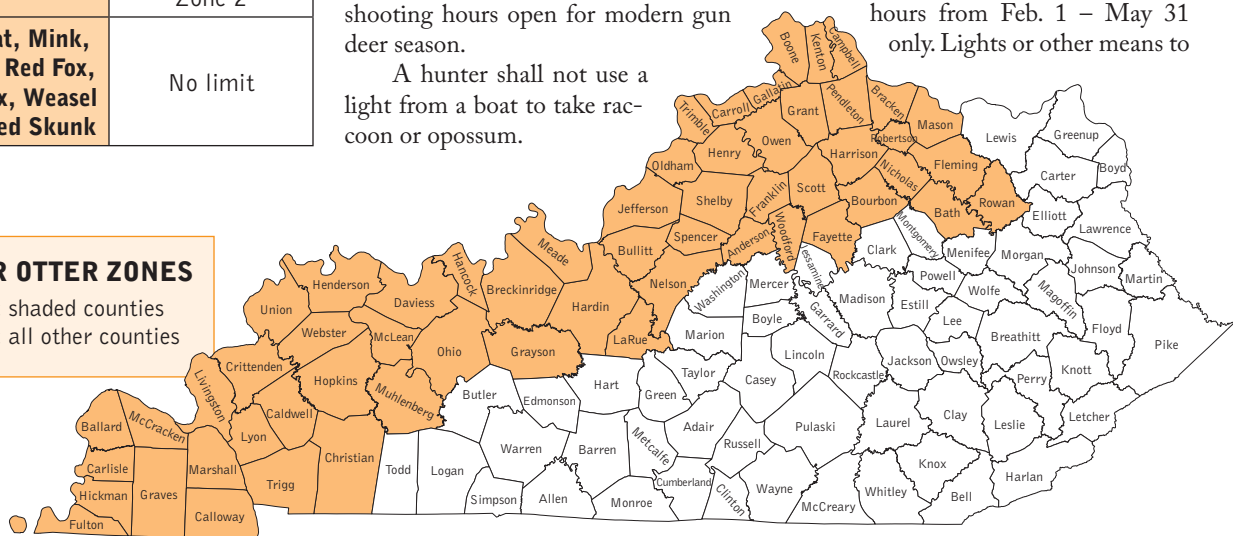 Zone 2
at, Mink,
Red Fox,
x, Weasel
ed Skunk
No limit
shooting hours open for modern gun
deer season.
A hunter shall not use a
light from a boat to take rac-
coon or opossum.
hours from Feb. 1 – May 31
only. Lights or other means to
R OTTER ZONES
shaded counties
all other counties
Boone
Kenton
Campbell
Trimble
Carroll
Gallatin
Grant
Pendleton
Bracken
Mason
Robertson
Lewis
Greenup
Boyd
Carter
Oldham
Henry
Owen
Harrison
Nicholas
Fleming
Rowan
Elliott
Lawrence
Jefferson
Shelby
Franklin
Scott
Bourbon
Bath
Montgomery
Menifee
Morgan
Johnson
Martin
Bullitt
Spencer
Anderson
Woodford
Fayette
Clark
Powell
Wolfe
Magoffin
Floyd
Pike
Meade
Hancock
Breckinridge
Hardin
Nelson
Washington
Mercer
essamine
Madison
Estill
Lee
Breathitt
Knott
Henderson
Union
Webster
Daviess
McLean
Ohio
Grayson
LaRue
Marion
Boyle
Garrard
Lincoln
Rockcastle
Jackson
Owsley
Perry
Letcher
Crittenden
Livingston
Hopkins
Muhlenberg
Butler
Edmonson
Hart
Green
Taylor
Casey
Pulaski
Laurel
Clay
Leslie
Harlan
Caldwell
Lyon
Christian
Todd
Logan
Warren
Barren
Metcalfe
Adair
Russell
Wayne
McCreary
Whitley
Knox
Bell
Ballard
McCracken
Carlisle
Hickman
Fulton
Graves
Marshall
Calloway
Trigg
Simpson
Allen
Monroe
Cumberland
Clinton